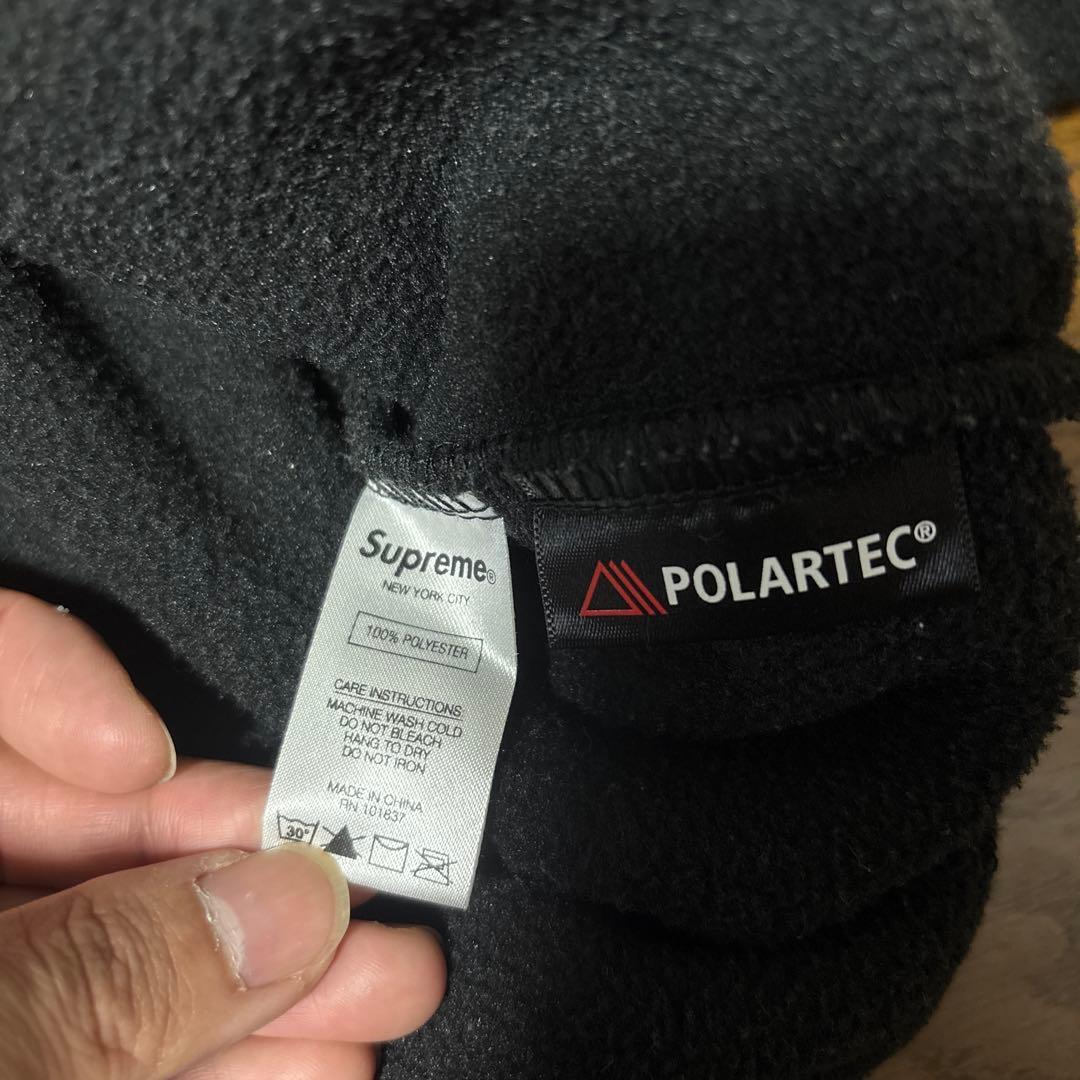 Supreme®
NEW YORK CITY
100% POLYESTER
CARE INSTRUCTIONS:
MACHINE WASH COLD
DO NOT BLEACH
HANG TO DRY
DO NOT IRON
MADE IN CHINA
RN 101837
30°
POLARTEC®